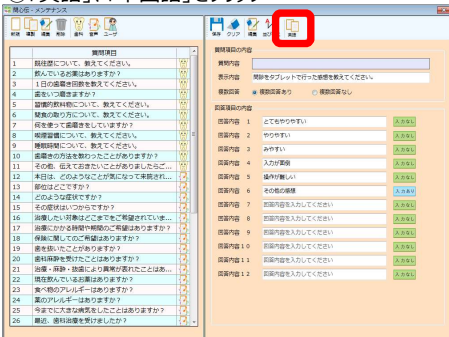 問心伝 - メンテナンス
新規 複製 編集 削除 歯科 音声 ユーザ
質問項目
1 既往歴について、教えてください。
2 飲んでいるお薬はありますか？
3 1日の歯磨き回数を教えてください。
4 歯をいつ磨きますか？
5 習慣的飲料物について、教えてください。
6 間食の取り方について、教えてください。
7 何を使って歯磨きをしていますか？
8 喫煙習慣について、教えてください。
9 睡眠時間について、教えてください。
10 歯磨きの方法を教わったことがありますか？
11 その他、伝えておきたいことがありましたらご...
12 本日は、どのようなことが気になって来院され...
13 部位はどこですか？
14 どのような症状ですか？
15 その症状はいつからですか？
16 治療したい対象はどこまでをご希望されていま...
17 治療にかかる時間や期間のご希望はありますか？
18 保険に関してのご希望はありますか？
19 歯を抜いたことがありますか？
20 歯科麻酔を受けたことがありますか？
21 治療・麻酔・抜歯により異常が表れたことはあ...
22 現在飲んでいるお薬はありますか？
23 食べ物のアレルギーはありますか？
24 薬のアレルギーはありますか？
25 今までに大きな病気をしたことはありますか？
26 最近、歯科治療を受けましたか？
保存 クリア 編集 並び 英語
質問項目の内容
質問内容
表示内容 問診をタブレットで行った感想を教えてください。
複数回答 複数回答あり 複数回答なし
回答項目の内容
回答内容 1 とてもやりやすい 入力なし
回答内容 2 やりやすい 入力なし
回答内容 3 みやすい 入力なし
回答内容 4 入力が面倒 入力なし
回答内容 5 操作が難しい 入力なし
回答内容 6 その他の感想 入力あり
回答内容 7 回答内容を入力してください 入力なし
回答内容 8 回答内容を入力してください 入力なし
回答内容 9 回答内容を入力してください 入力なし
回答内容10 回答内容を入力してください 入力なし
回答内容11 回答内容を入力してください 入力なし
回答内容12 回答内容を入力してください 入力なし